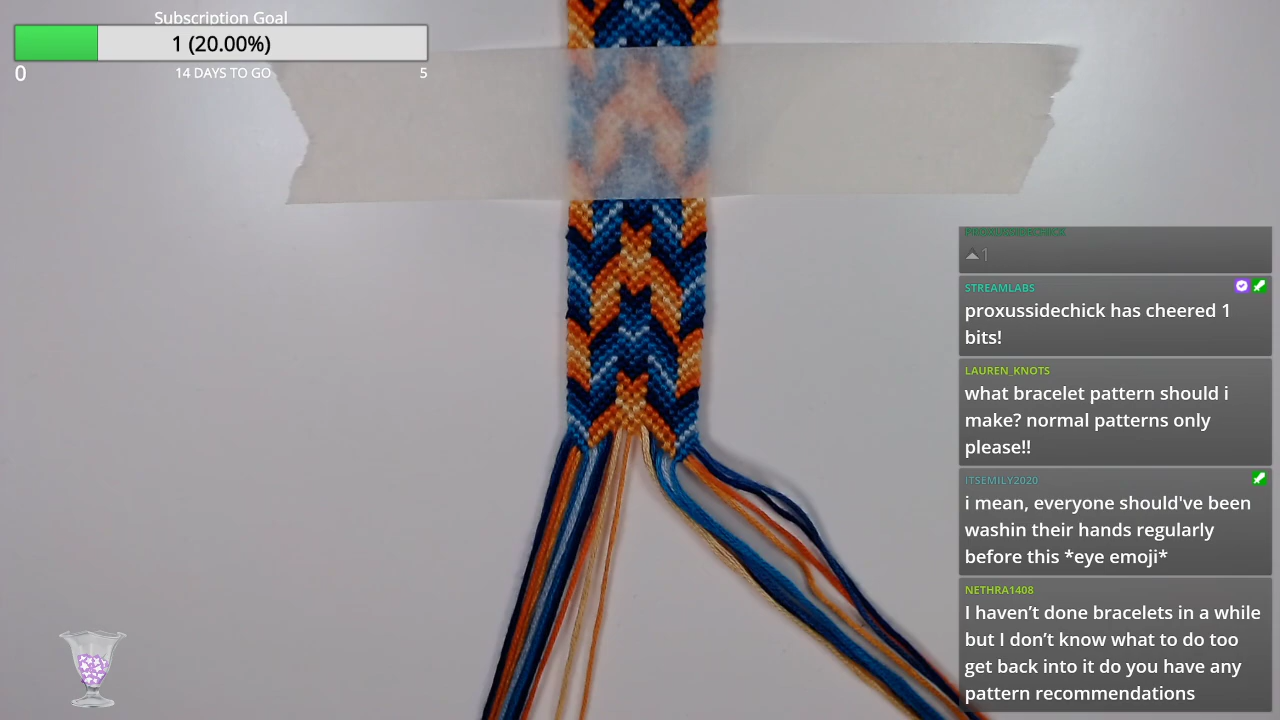 Subscription Goal
1 (20.00%)
0
14 DAYS TO GO
5
PROXUSSIDECHICK
1
STREAMLABS
proxussidechick has cheered 1
bits!
LAUREN_KNOTS
what bracelet pattern should i
make? normal patterns only
please!!
ITSEMILY2020
i mean, everyone should've been
washin their hands regularly
before this *eye emoji*
NETHRA1408
I haven't done bracelets in a while
but I don't know what to do too
get back into it do you have any
pattern recommendations